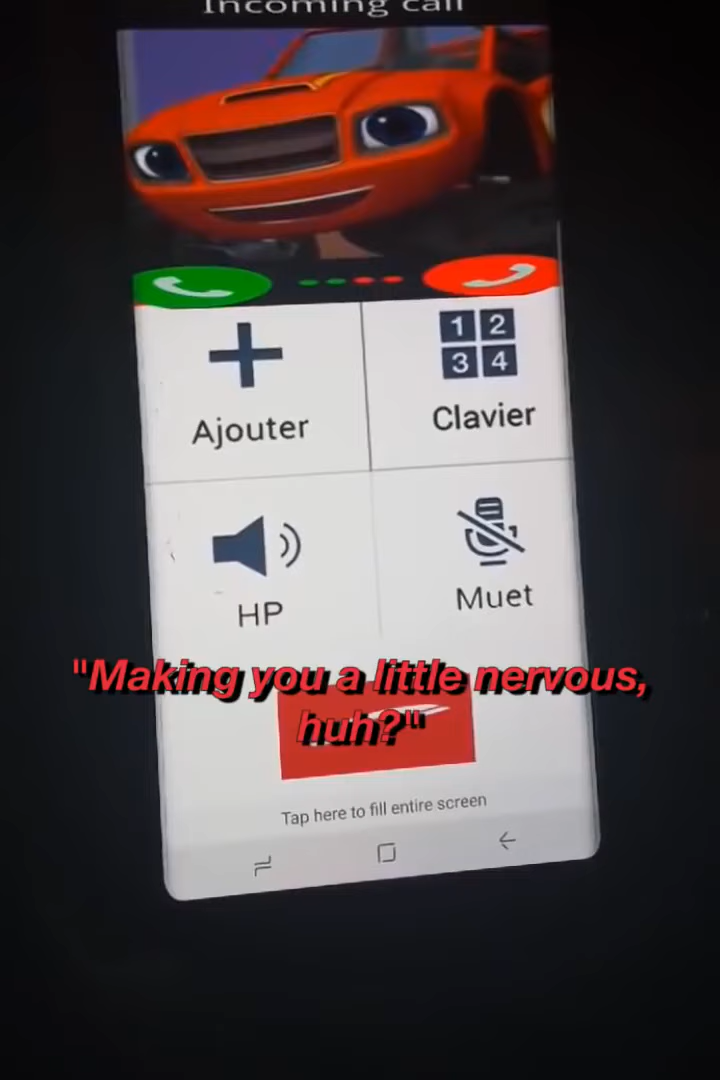 Incoming call
Ajouter
1 2
3 4
Clavier
HP
Muet
"Making you a little nervous,
huh?"
Tap here to fill entire screen